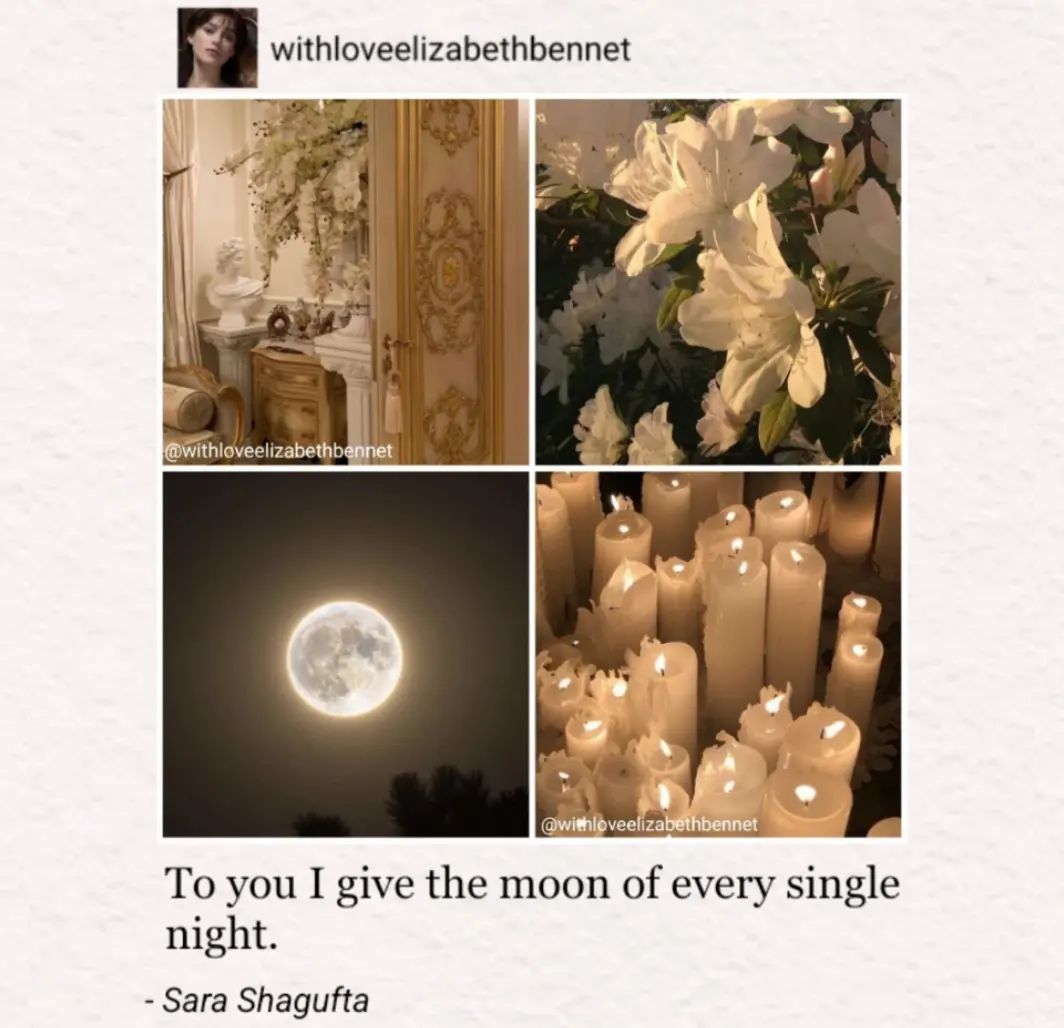 withloveelizabethbennet
@withloveelizabethbennet
@withloveelizabethbennet
To you I give the moon of every single
night.
- Sara Shagufta